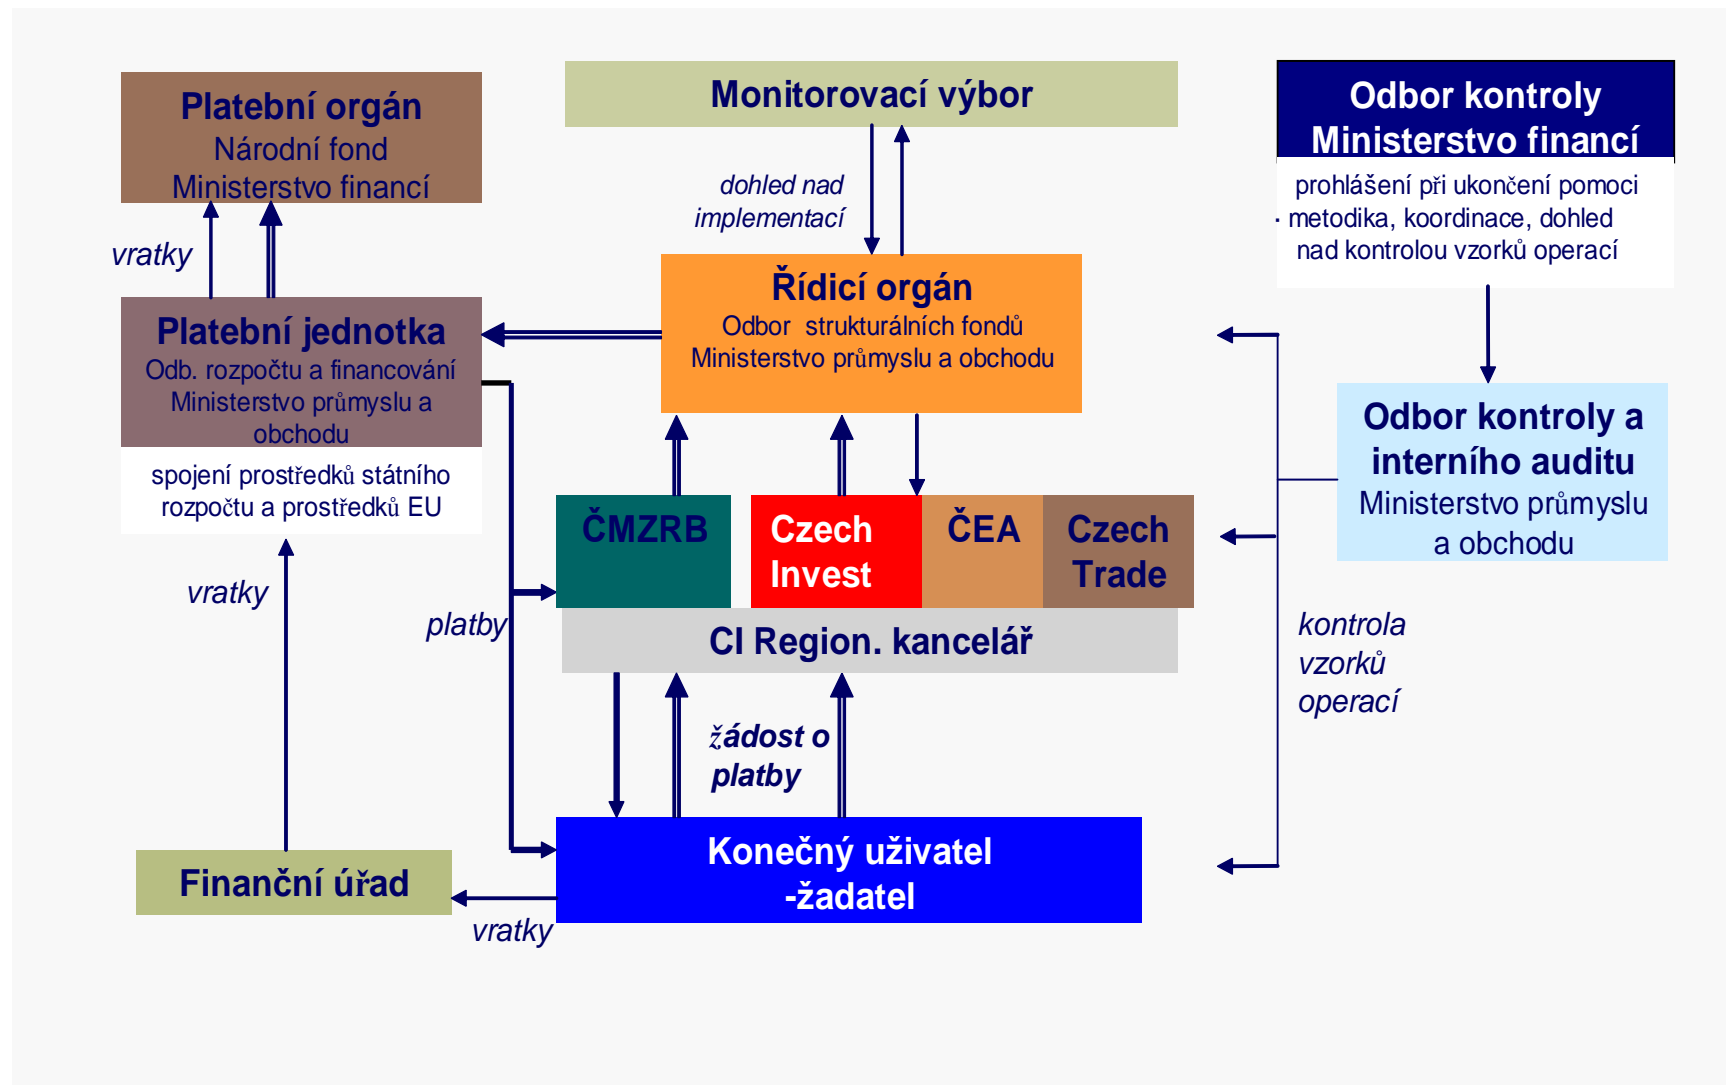 Platební orgán
Národní fond
Ministerstvo financí
Monitorovací výbor
Odbor kontroly
Ministerstvo financí
prohlášení při ukončení pomoci
· metodika, koordinace, dohled
nad kontrolou vzorků operací
dohled nad
implementací
vratky
Řídicí orgán
Odbor strukturálních fondů
Ministerstvo průmyslu a obchodu
Platební jednotka
Odb. rozpočtu a financování
Ministerstvo průmyslu a
obchodu
spojení prostředků státního
rozpočtu a prostředků EU
Odbor kontroly a
interního auditu
Ministerstvo průmyslu
a obchodu
ČMZRB
Czech
Invest
ČEA
Czech
Trade
CI Region. kancelář
vratky
platby
kontrola
vzorků
operací
žádost o
platby
Konečný uživatel
-žadatel
Finanční úřad
vratky